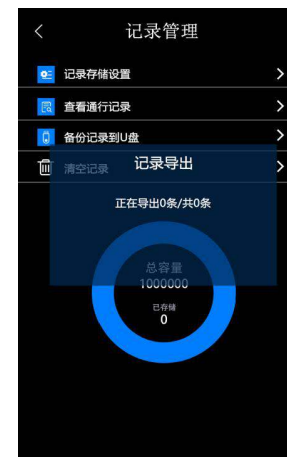 记录管理
记录存储设置
查看通行记录
备份记录到U盘
清空记录
记录导出
正在导出0条/共0条
总容量
1000000
已存储
0